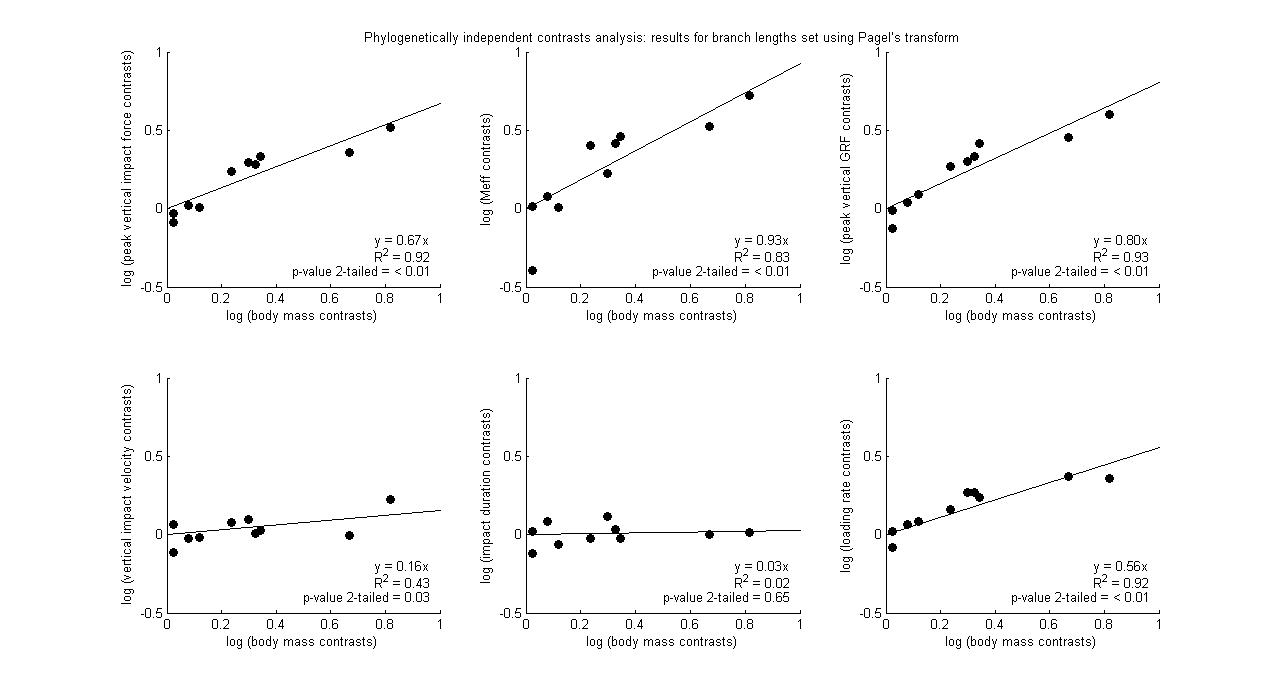 Phylogenetically independent contrasts analysis: results for branch lengths set using Pagel's transform
log (peak vertical impact force contrasts)
1
0.5
0
-0.5
y = 0.67x
R2 = 0.92
p-value 2-tailed = < 0.01
0 0.2 0.4 0.6 0.8 1
log (body mass contrasts)
log (Meff contrasts)
1
0.5
0
-0.5
y = 0.93x
R2 = 0.83
p-value 2-tailed = < 0.01
0 0.2 0.4 0.6 0.8 1
log (body mass contrasts)
log (peak vertical GRF contrasts)
1
0.5
0
-0.5
y = 0.80x
R2 = 0.93
p-value 2-tailed = < 0.01
0 0.2 0.4 0.6 0.8 1
log (body mass contrasts)
log (vertical impact velocity contrasts)
1
0.5
0
-0.5
y = 0.16x
R2 = 0.43
p-value 2-tailed = 0.03
0 0.2 0.4 0.6 0.8 1
log (body mass contrasts)
log (impact duration contrasts)
1
0.5
0
-0.5
y = 0.03x
R2 = 0.02
p-value 2-tailed = 0.65
0 0.2 0.4 0.6 0.8 1
log (body mass contrasts)
log (loading rate contrasts)
1
0.5
0
-0.5
y = 0.56x
R2 = 0.92
p-value 2-tailed = < 0.01
0 0.2 0.4 0.6 0.8 1
log (body mass contrasts)